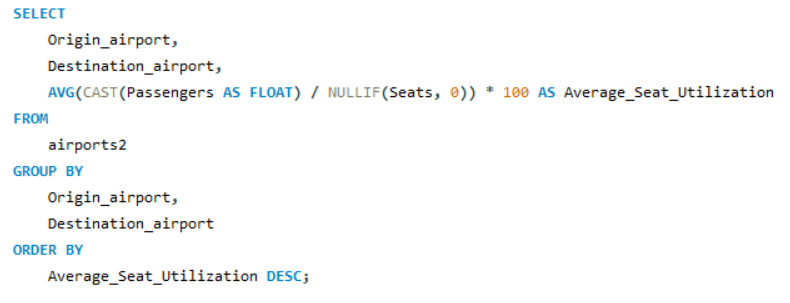 SELECT
Origin_airport,
Destination_airport,
AVG(CAST(Passengers AS FLOAT) / NULLIF(Seats, 0)) * 100 AS Average_Seat_Utilization
FROM
airports2
GROUP BY
Origin_airport,
Destination_airport
ORDER BY
Average_Seat_Utilization DESC;